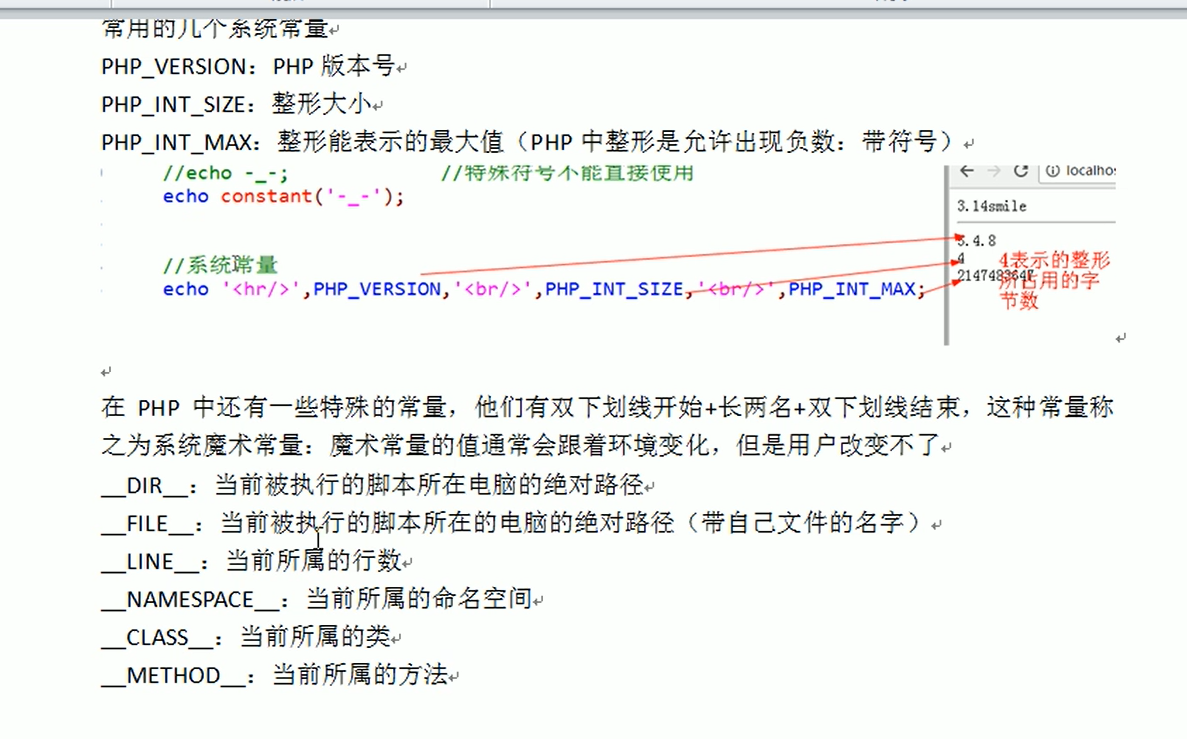 常用的几个系统常量
PHP_VERSION：PHP 版本号
PHP_INT_SIZE：整形大小
PHP_INT_MAX：整形能表示的最大值（PHP 中整形是允许出现负数：带符号）
//echo -_-; //特殊符号不能直接使用
echo constant('-_-');
//系统常量
echo '<hr/>',PHP_VERSION,'<br/>',PHP_INT_SIZE,'<br/>',PHP_INT_MAX;
localhos
3.14smile
5.4.8
4
2147483647
4表示的整形
所占用的字
节数
在 PHP 中还有一些特殊的常量，他们有双下划线开始+长两名+双下划线结束，这种常量称
之为系统魔术常量：魔术常量的值通常会跟着环境变化，但是用户改变不了
__DIR__：当前被执行的脚本所在电脑的绝对路径
__FILE__：当前被执行的脚本所在的电脑的绝对路径（带自己文件的名字）
__LINE__：当前所属的行数
__NAMESPACE__：当前所属的命名空间
__CLASS__：当前所属的类
__METHOD__：当前所属的方法